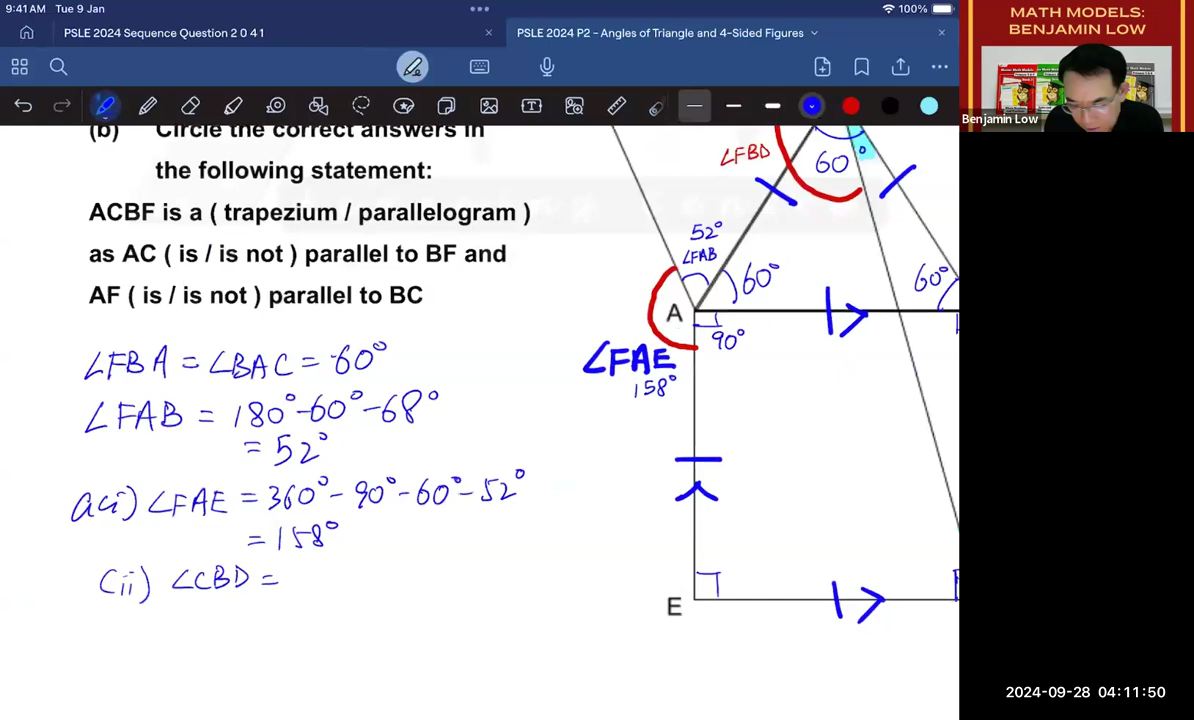 9:41 AM Tue 9 Jan
100%
PSLE 2024 Sequence Question 2 0 4 1
PSLE 2024 P2 - Angles of Triangle and 4-Sided Figures
MATH MODELS:
BENJAMIN LOW
Benjamin Low
(b) Circle the correct answers in
the following statement:
ACBF is a ( trapezium / parallelogram )
as AC ( is / is not ) parallel to BF and
AF ( is / is not ) parallel to BC
∠FBA = ∠BAC = 60°
∠FAB = 180° - 60° - 68°
= 52°
a(i) ∠FAE = 360° - 90° - 60° - 52°
= 158°
(ii) ∠CBD =
∠FBD
60°
52°
∠FAB
60°
60°
A
90°
∠FAE
158°
E
2024-09-28 04:11:50